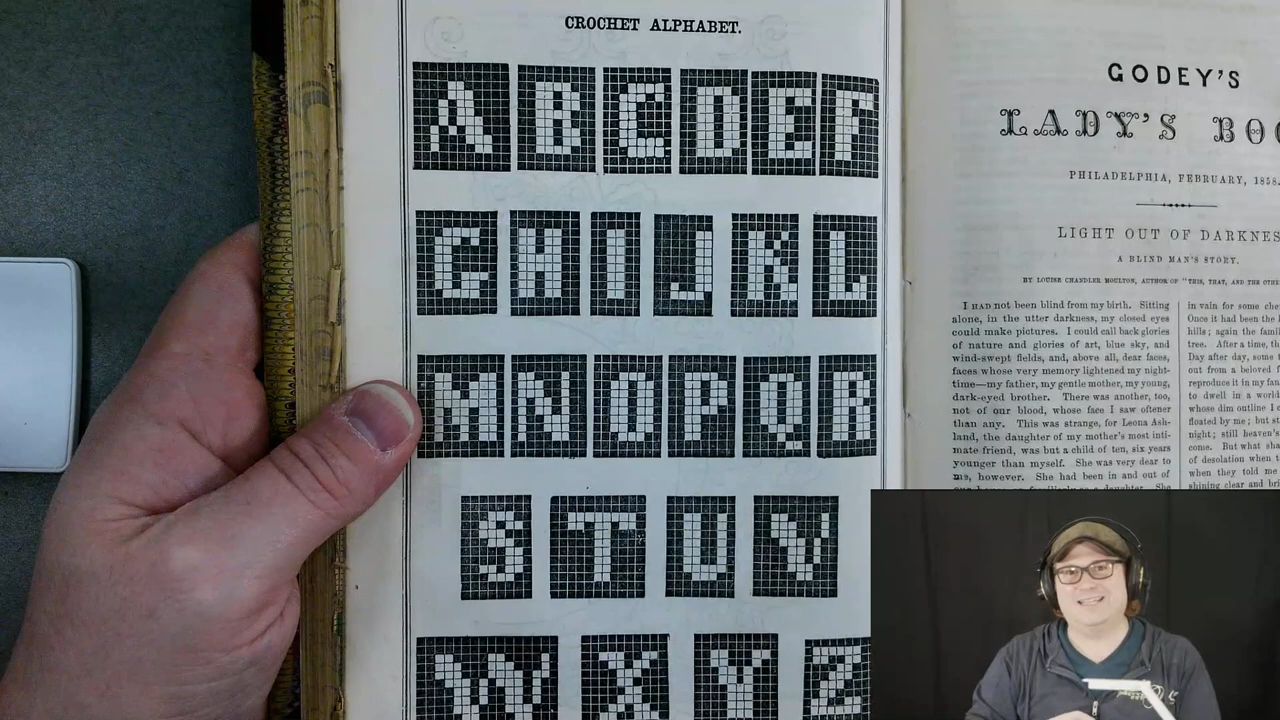 CROCHET ALPHABET.
A B C D E F
G H I J K L
M N O P Q R
S T U V
W X Y Z
GODEY'S
LADY'S BO
PHILADELPHIA, FEBRUARY, 1858.
LIGHT OUT OF DARKNES
A BLIND MAN'S STORY.
BY LOUISE CHANDLER MOULTON, AUTHOR OF "THIS, THAT, AND THE OTHE
I HAD not been blind from my birth. Sitting
alone, in the utter darkness, my closed eyes
could make pictures. I could call back glories
of nature and glories of art, blue sky, and
wind-swept fields, and, above all, dear faces,
faces whose very memory lightened my night-
time—my father, my gentle mother, my young,
dark-eyed brother. There was another, too,
not of our blood, whose face I saw oftener
than any. This was strange, for Leona Ash-
land, the daughter of my mother's most inti-
mate friend, was but a child of ten, six years
younger than myself. She was very dear to
me, however. She had been in and out of
in vain for some che
Once it had been the
hills; again the famil
tree. After a time, th
Day after day, some
out from a beloved f
reproduce it in my fan
to dwell in a world
whose dim outline I
floated by me; but st
night; still heaven's
come. But what sha
of desolation when t
when they told me
shining clear and bri